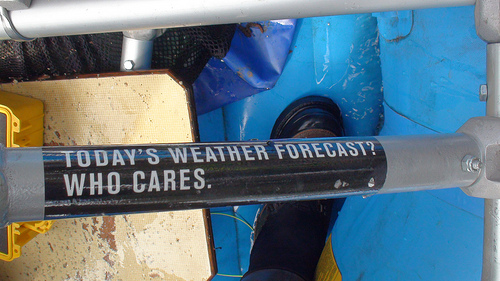 TODAY'S WEATHER FORECAST?
WHO CARES.